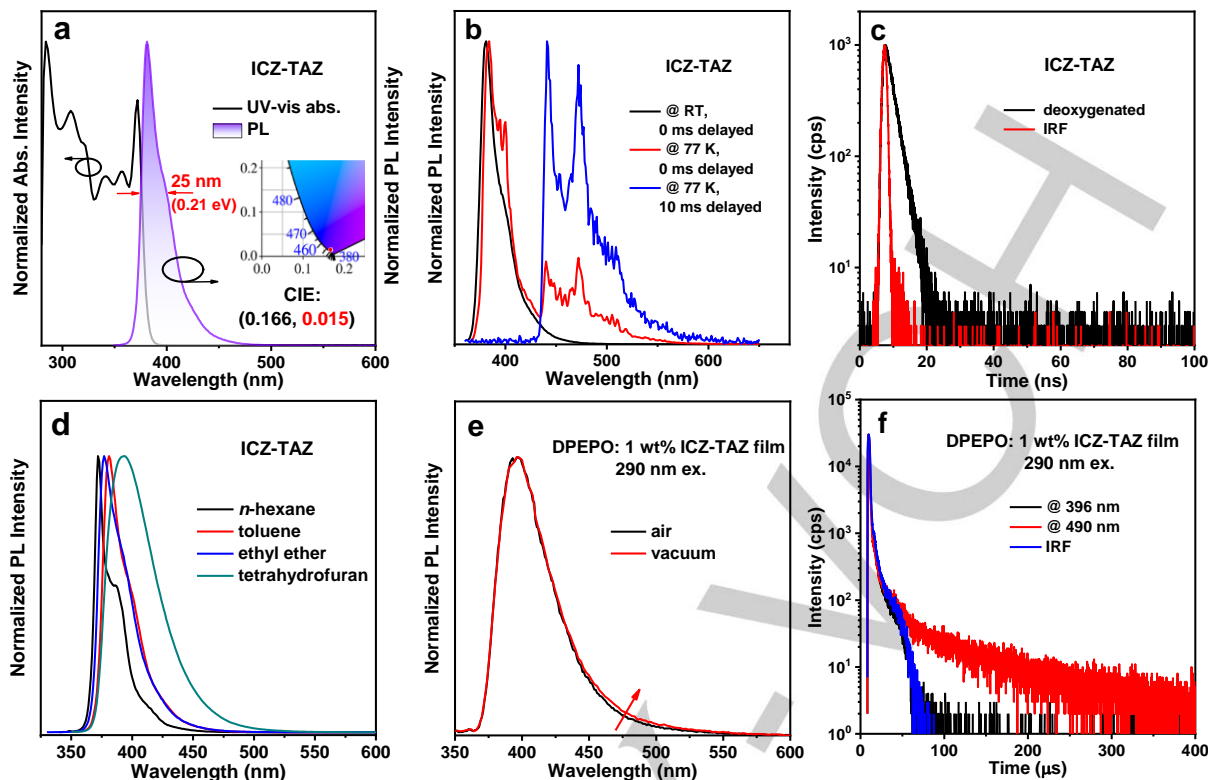 a
ICZ-TAZ
UV-vis abs.
PL
25 nm
(0.21 eV)
0.2
0.1
0.0
480
470
460
380
0.0 0.1 0.2
CIE:
(0.166, 0.015)
Normalized Abs. Intensity
Normalized PL Intensity
300 400 500 600
Wavelength (nm)
b
ICZ-TAZ
@ RT,
0 ms delayed
@ 77 K,
0 ms delayed
@ 77 K,
10 ms delayed
Normalized PL Intensity
400 500 600
Wavelength (nm)
c
ICZ-TAZ
deoxygenated
IRF
Intensity (cps)
10³
10²
10¹
0 20 40 60 80 100
Time (ns)
d
ICZ-TAZ
n-hexane
toluene
ethyl ether
tetrahydrofuran
Normalized PL Intensity
350 400 450 500 550 600
Wavelength (nm)
e
DPEPO: 1 wt% ICZ-TAZ film
290 nm ex.
air
vacuum
Normalized PL Intensity
350 400 450 500 550 600
Wavelength (nm)
f
DPEPO: 1 wt% ICZ-TAZ film
290 nm ex.
@ 396 nm
@ 490 nm
IRF
Intensity (cps)
10⁵
10⁴
10³
10²
10¹
10⁰
0 100 200 300 400
Time (µs)